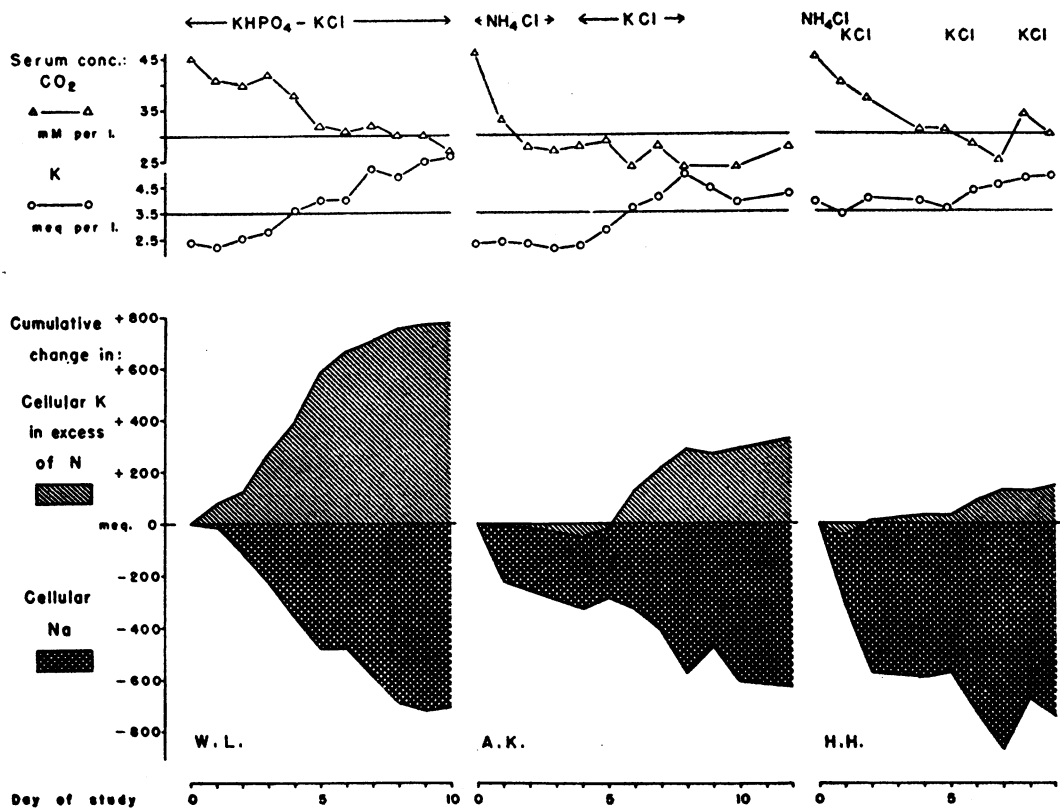 ← KHPO₄ – KCl →
←NH₄Cl→ ← KCl →
NH₄Cl
KCl KCl KCl
Serum conc.:
CO₂
mM per l.
45
35
25
K
meq per l.
4.5
3.5
2.5
Cumulative
change in:
Cellular K
in excess
of N
meq.
Cellular
Na
+800
+600
+400
+200
0
-200
-400
-600
-800
W.L. A.K. H.H.
Day of study 0 5 10 0 5 10 0 5